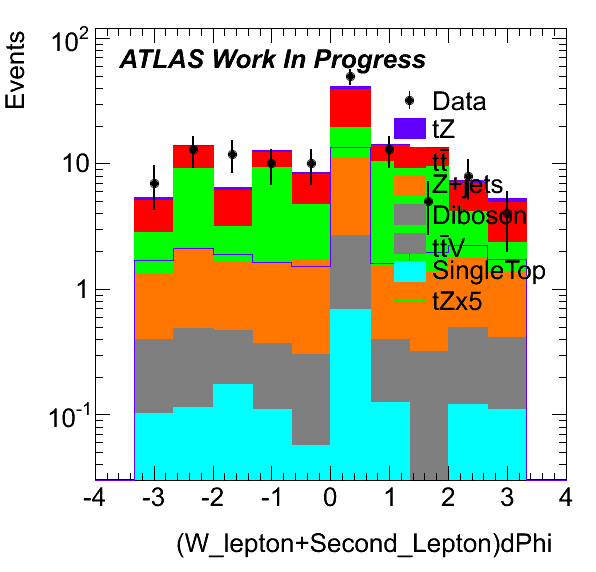 Events
10²
10
1
10⁻¹
ATLAS Work In Progress
Data
tZ
tt̄
Z+jets
Diboson
tt̄V
SingleTop
tZx5
-4 -3 -2 -1 0 1 2 3 4
(W_lepton+Second_Lepton)dPhi